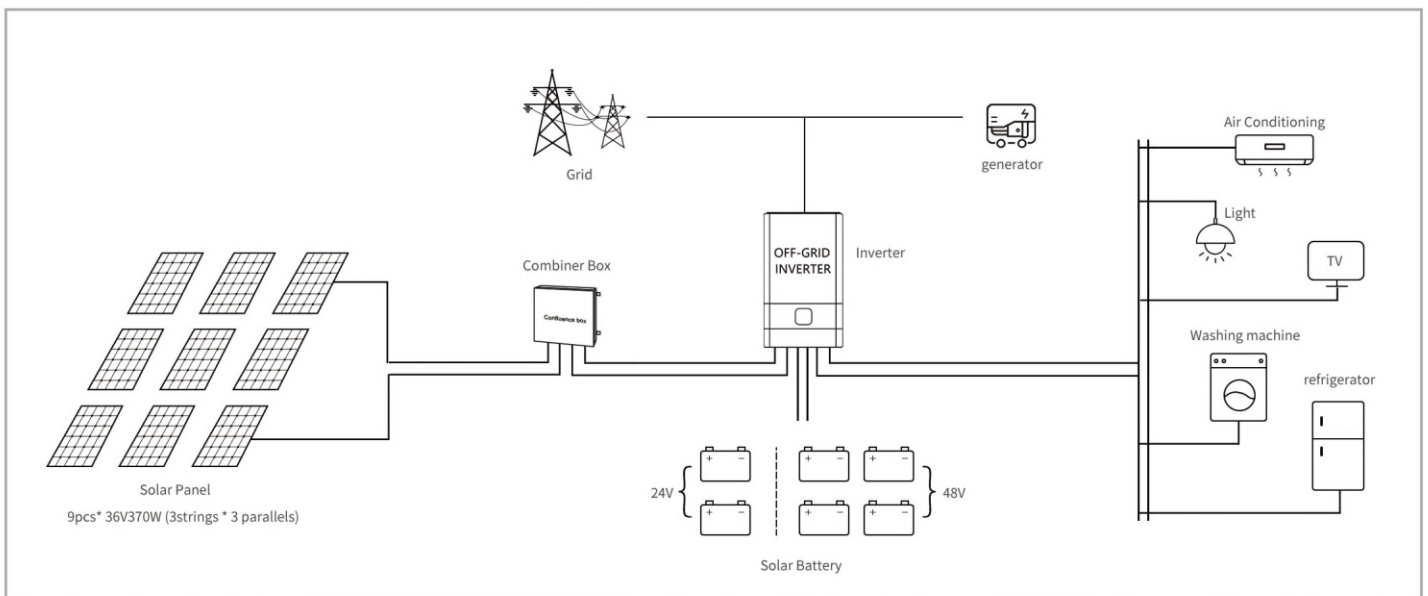 Grid
generator
Air Conditioning
Light
TV
Washing machine
refrigerator
OFF-GRID
INVERTER
Inverter
Combiner Box
Confluence box
Solar Panel
9pcs* 36V370W (3strings * 3 parallels)
24V
+ -
+ -
+ -
+ -
+ -
+ -
48V
Solar Battery